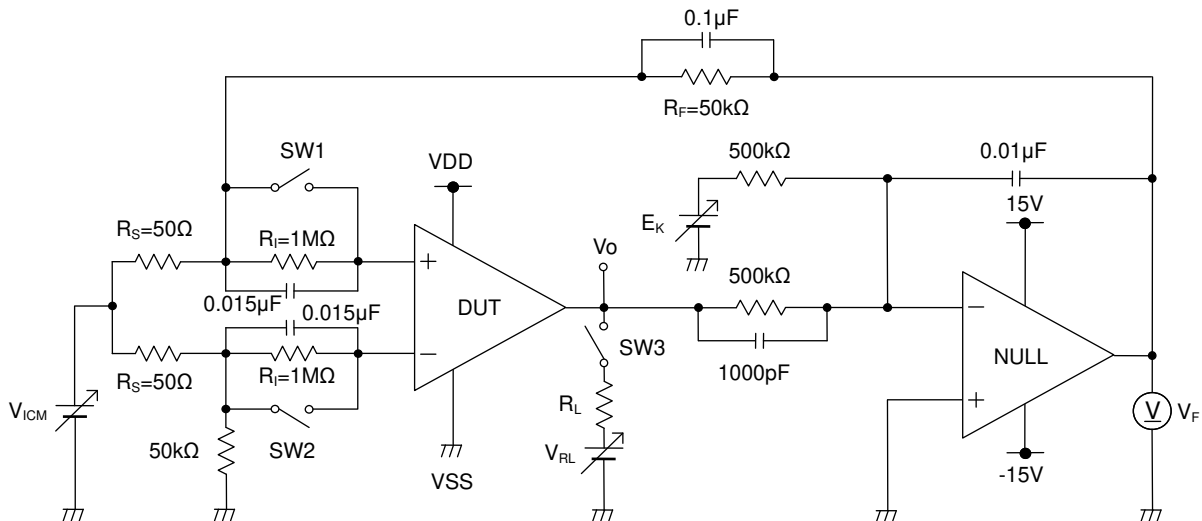 0.1µF
RF=50kΩ
SW1
VDD
500kΩ
0.01µF
15V
EK
RS=50Ω
RI=1MΩ
Vo
0.015µF
500kΩ
0.015µF
DUT
SW3
NULL
RS=50Ω
RI=1MΩ
1000pF
VICM
RL
V
VF
50kΩ
SW2
VRL
VSS
-15V
+
−
−
+